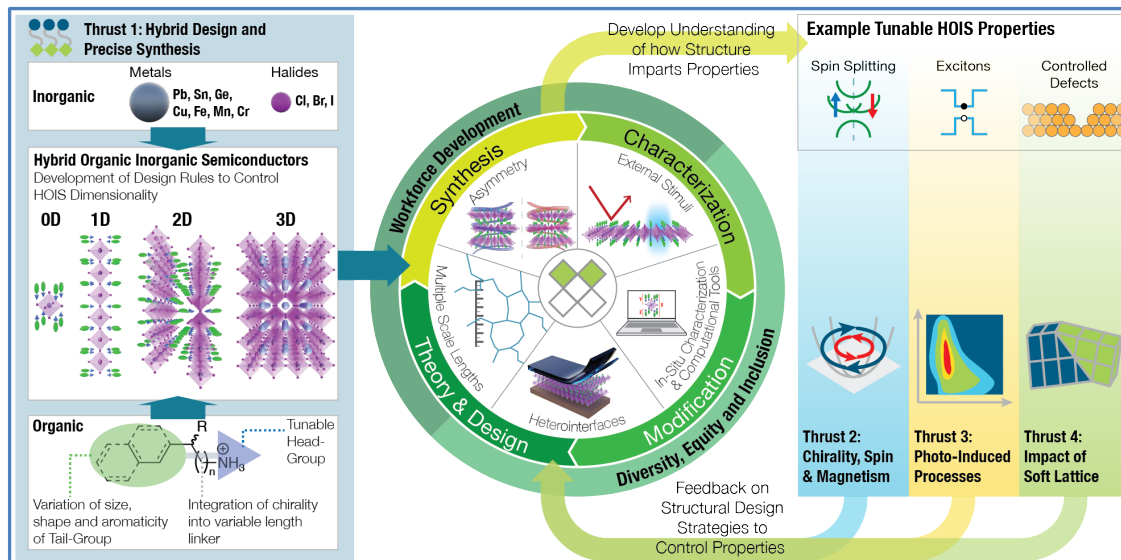 Thrust 1: Hybrid Design and
Precise Synthesis
Metals
Halides
Inorganic
Pb, Sn, Ge,
Cu, Fe, Mn, Cr
Cl, Br, I
Hybrid Organic Inorganic Semiconductors
Development of Design Rules to Control
HOIS Dimensionality
0D
1D
2D
3D
Organic
R
( )n
⊕
NH3
Tunable
Head-
Group
Variation of size,
shape and aromaticity
of Tail-Group
Integration of chirality
into variable length
linker
Develop Understanding
of how Structure
Imparts Properties
Workforce Development
Diversity, Equity and Inclusion
Synthesis
Characterization
Modification
Theory & Design
Asymmetry
External Stimuli
In-Situ Characterization
& Computational Tools
Heterointerfaces
Multiple Scale Lengths
Feedback on
Structural Design
Strategies to
Control Properties
Example Tunable HOIS Properties
Spin Splitting
Excitons
Controlled
Defects
Thrust 2:
Chirality, Spin
& Magnetism
Thrust 3:
Photo-Induced
Processes
Thrust 4:
Impact of
Soft Lattice